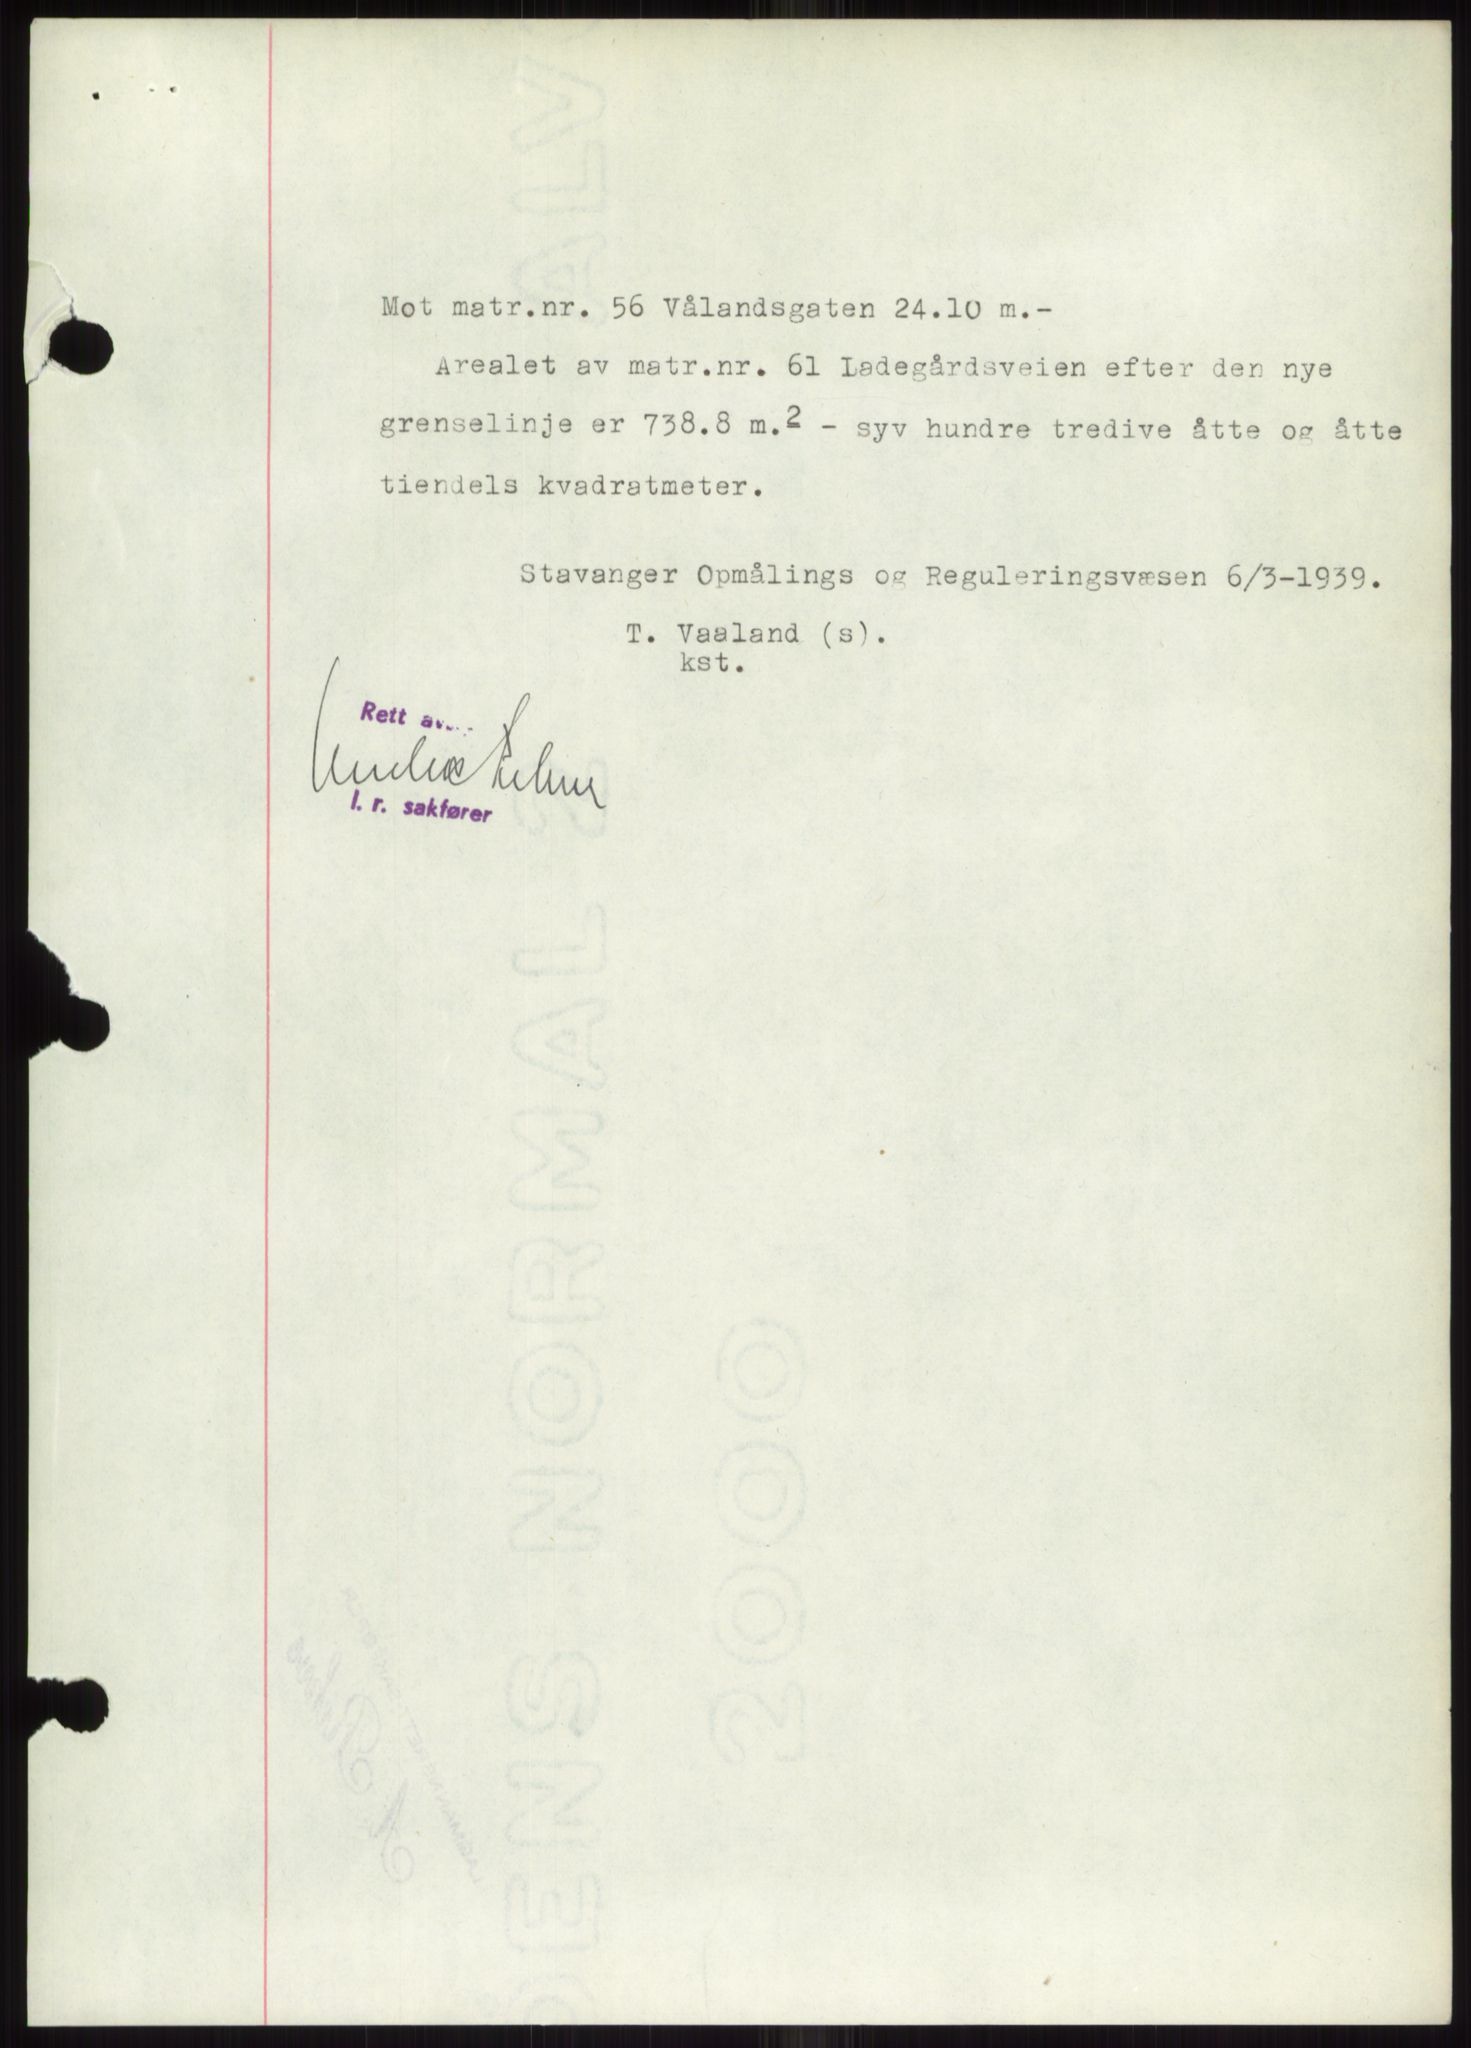 Mot matr.nr. 56 Vålandsgaten 24.10 m.-
Arealet av matr.nr. 61 Ladegårdsveien efter den nye
grenselinje er 738.8 m.² - syv hundre tredive åtte og åtte
tiendels kvadratmeter.
Stavanger Opmålings og Reguleringsvæsen 6/3-1939.
T. Vaaland (s).
kst.
Rett
l. r. sakfører
NORMAL
2000